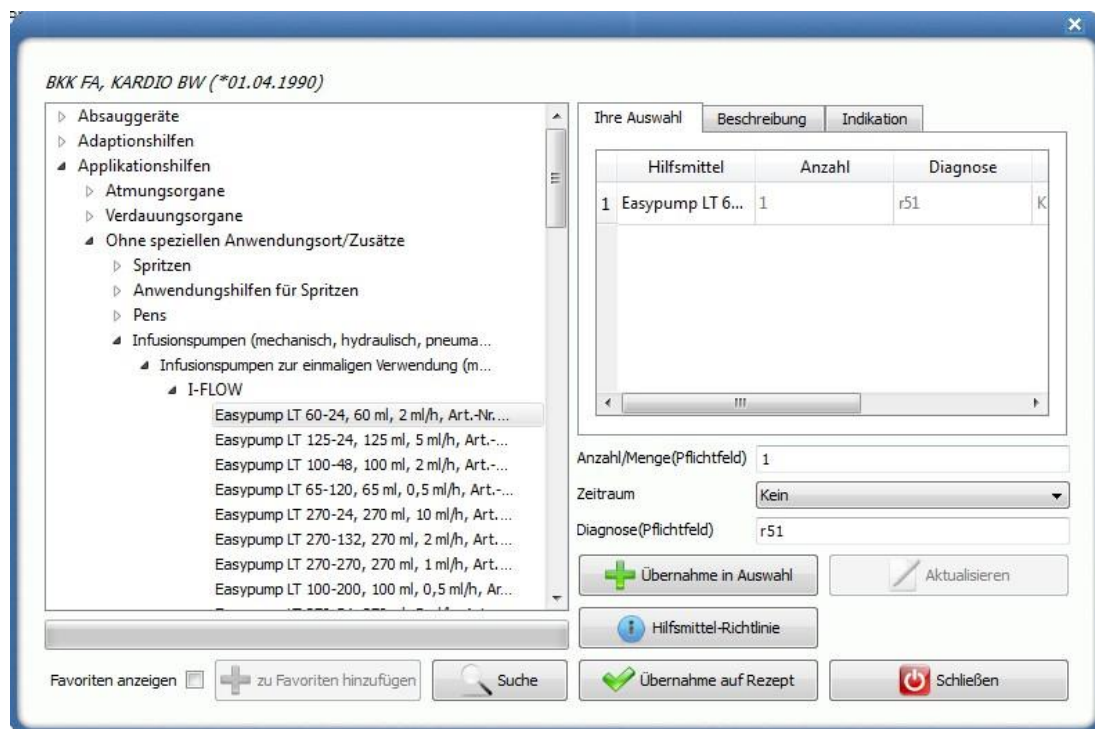 BKK FA, KARDIO BW (*01.04.1990)
Absauggeräte
Adaptionshilfen
Applikationshilfen
Atmungsorgane
Verdauungsorgane
Ohne speziellen Anwendungsort/Zusätze
Spritzen
Anwendungshilfen für Spritzen
Pens
Infusionspumpen (mechanisch, hydraulisch, pneuma...
Infusionspumpen zur einmaligen Verwendung (m...
I-FLOW
Easypump LT 60-24, 60 ml, 2 ml/h, Art.-Nr....
Easypump LT 125-24, 125 ml, 5 ml/h, Art.-...
Easypump LT 100-48, 100 ml, 2 ml/h, Art.-...
Easypump LT 65-120, 65 ml, 0,5 ml/h, Art.-...
Easypump LT 270-24, 270 ml, 10 ml/h, Art....
Easypump LT 270-132, 270 ml, 2 ml/h, Art....
Easypump LT 270-270, 270 ml, 1 ml/h, Art....
Easypump LT 100-200, 100 ml, 0,5 ml/h, Ar...
Favoriten anzeigen zu Favoriten hinzufügen Suche
Ihre Auswahl Beschreibung Indikation
Hilfsmittel Anzahl Diagnose
1 Easypump LT 6... 1 r51 K
Anzahl/Menge(Pflichtfeld) 1
Zeitraum Kein
Diagnose(Pflichtfeld) r51
Übernahme in Auswahl Aktualisieren
Hilfsmittel-Richtlinie
Übernahme auf Rezept Schließen